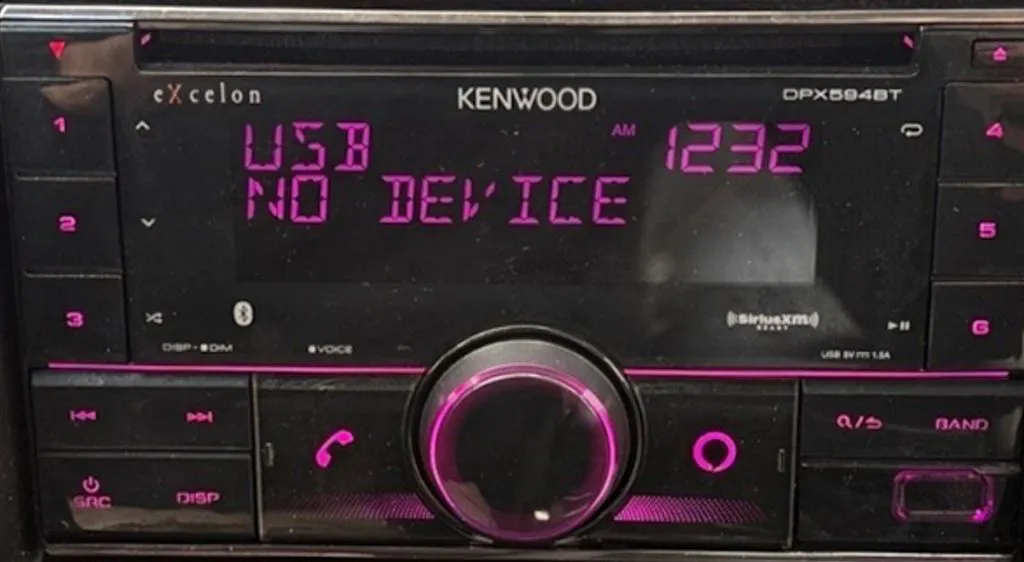 eXcelon
KENWOOD
DPX594BT
1
4
USB
AM
1232
NO DEVICE
2
5
3
6
SiriusXM
READY
DISP
DIM
VOICE
USB 5V 1.5A
BAND
SRC
DISP